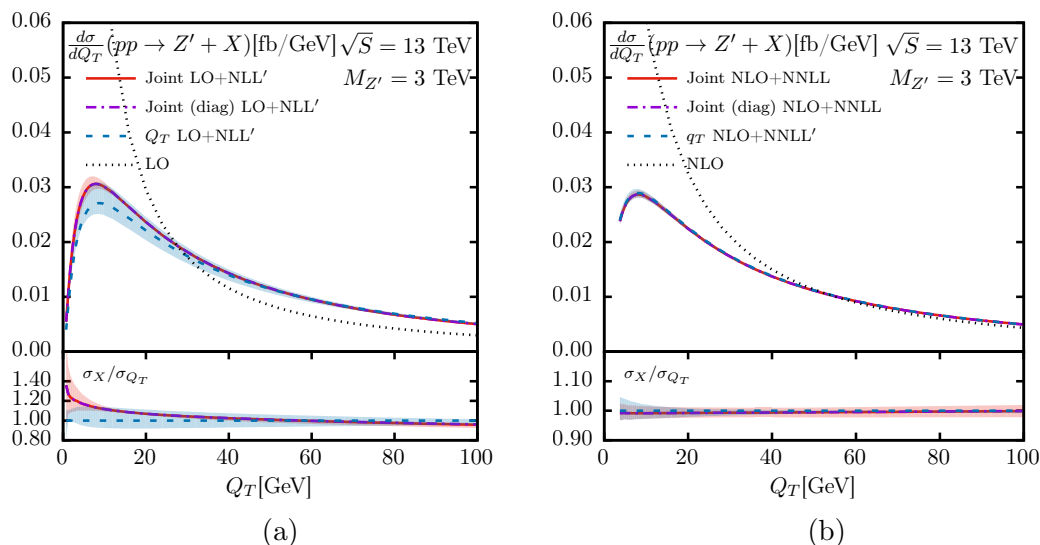 0.06
0.05
0.04
0.03
0.02
0.01
0.00
dσ/dQ_T (pp → Z′ + X)[fb/GeV] √S = 13 TeV
M_Z′ = 3 TeV
Joint LO+NLL′
Joint (diag) LO+NLL′
Q_T LO+NLL′
LO
σ_X/σ_Q_T
1.40
1.20
1.00
0.80
0 20 40 60 80 100
Q_T[GeV]
(a)
0.06
0.05
0.04
0.03
0.02
0.01
0.00
dσ/dQ_T (pp → Z′ + X)[fb/GeV] √S = 13 TeV
M_Z′ = 3 TeV
Joint NLO+NNLL
Joint (diag) NLO+NNLL
q_T NLO+NNLL′
NLO
σ_X/σ_Q_T
1.10
1.00
0.90
0 20 40 60 80 100
Q_T[GeV]
(b)